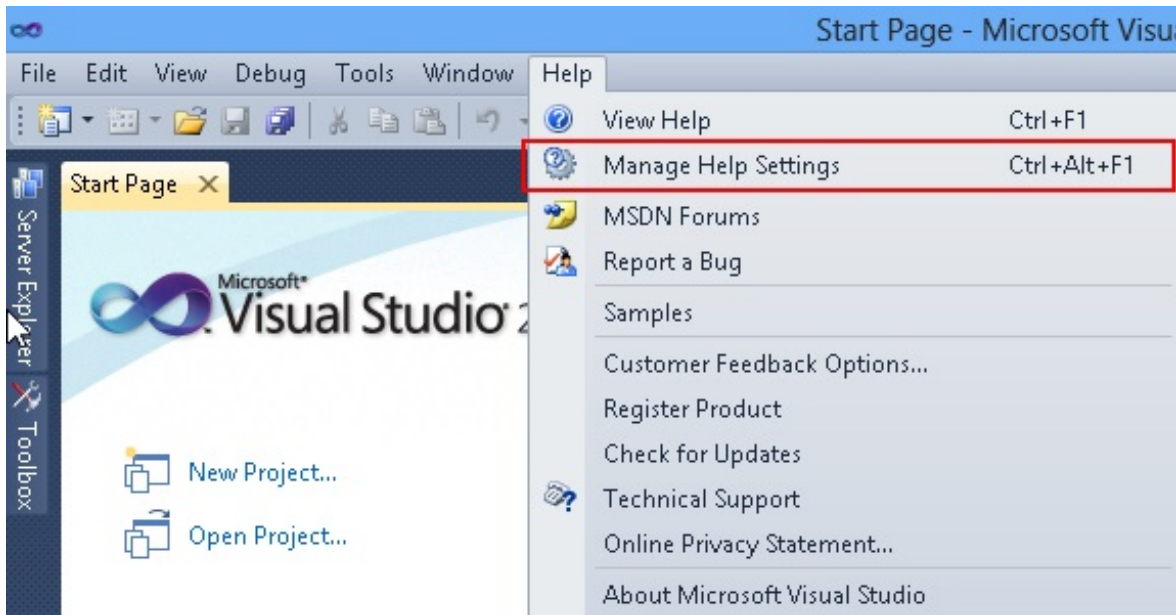 Start Page - Microsoft Visu
File Edit View Debug Tools Window Help
View Help Ctrl+F1
Manage Help Settings Ctrl+Alt+F1
MSDN Forums
Report a Bug
Samples
Customer Feedback Options...
Register Product
Check for Updates
Technical Support
Online Privacy Statement...
About Microsoft Visual Studio
Server Explorer
Toolbox
Start Page
Microsoft
Visual Studio 2
New Project...
Open Project...